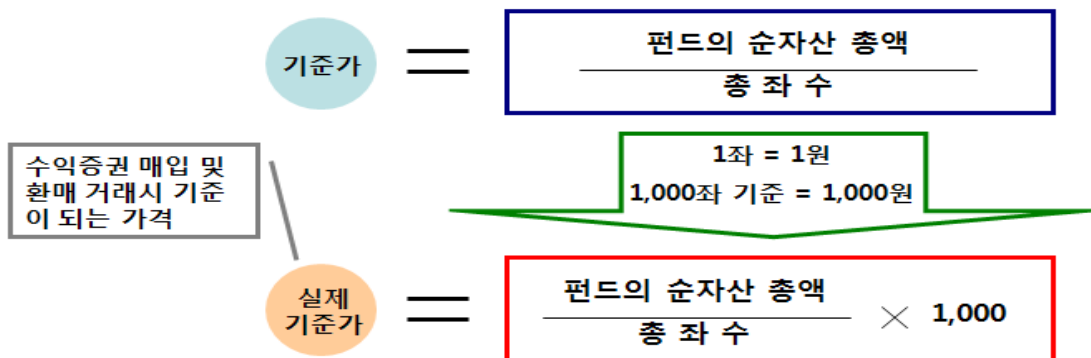 기준가
펀드의 순자산 총액
총 좌 수
수익증권 매입 및
환매 거래시 기준
이 되는 가격
1좌 = 1원
1,000좌 기준 = 1,000원
실제
기준가
펀드의 순자산 총액
총 좌 수
× 1,000